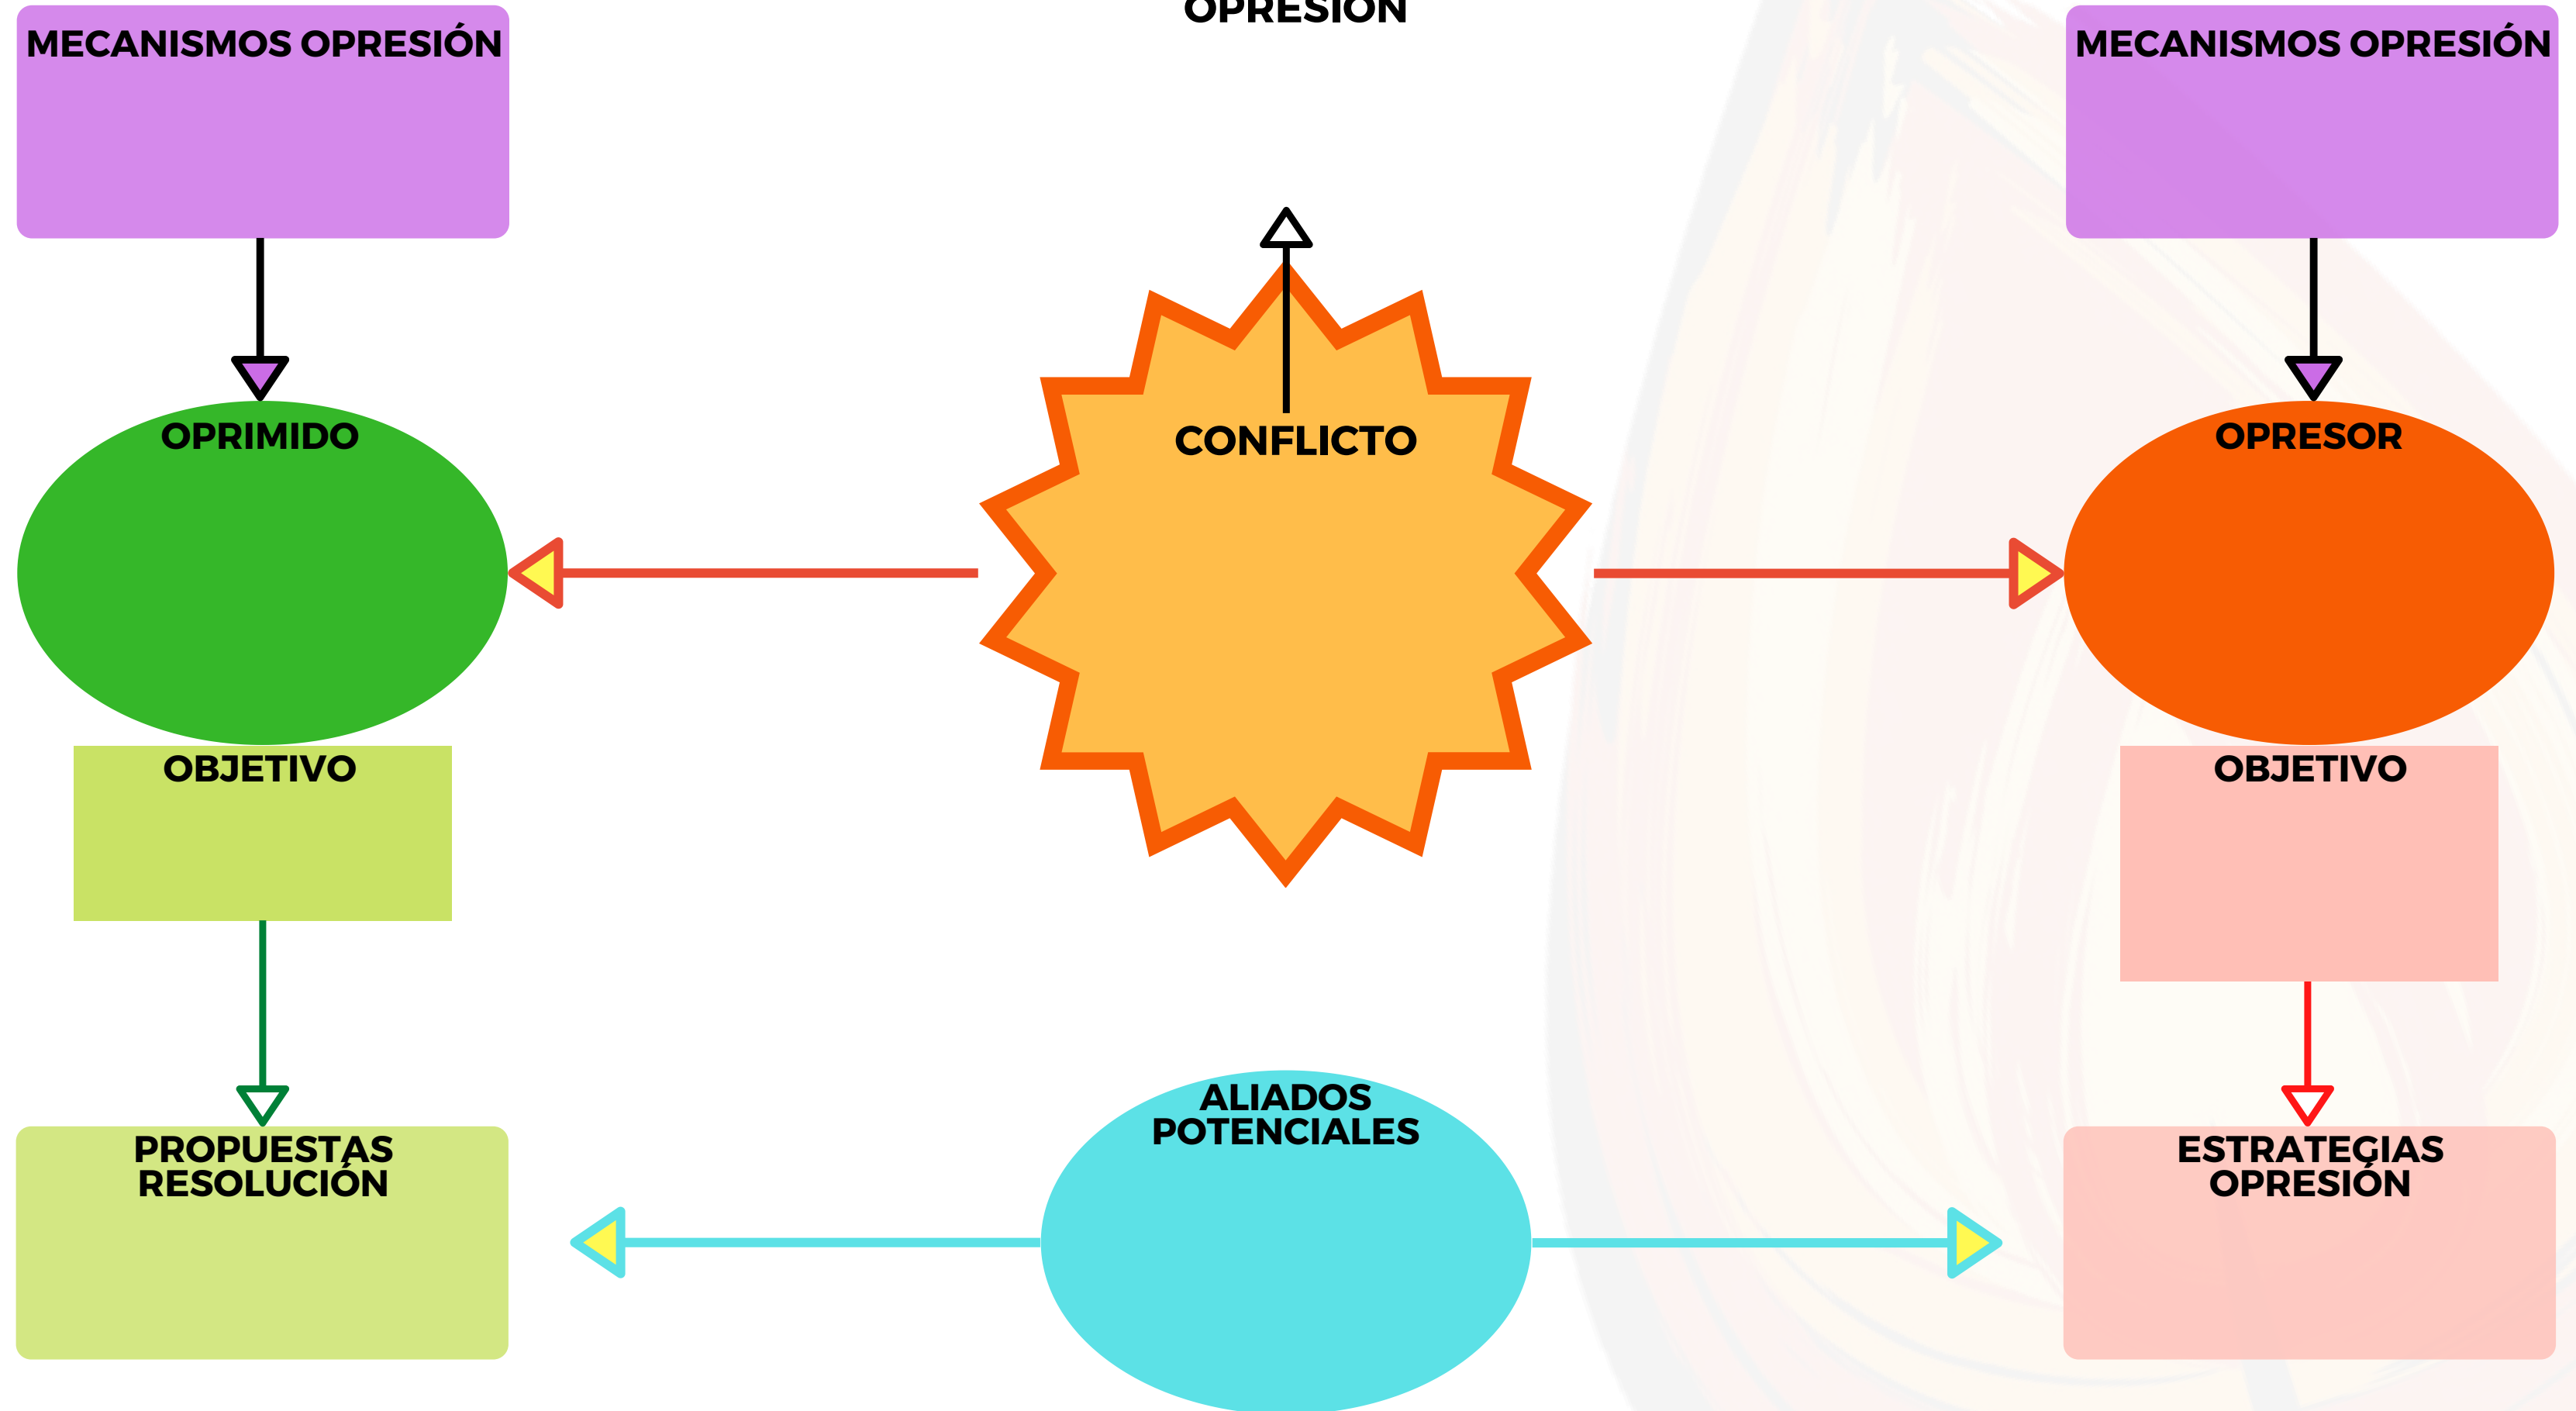 OPRESIÓN
MECANISMOS OPRESIÓN
MECANISMOS OPRESIÓN
OPRIMIDO
CONFLICTO
OPRESOR
OBJETIVO
OBJETIVO
ALIADOS
POTENCIALES
PROPUESTAS
RESOLUCIÓN
ESTRATEGIAS
OPRESIÓN